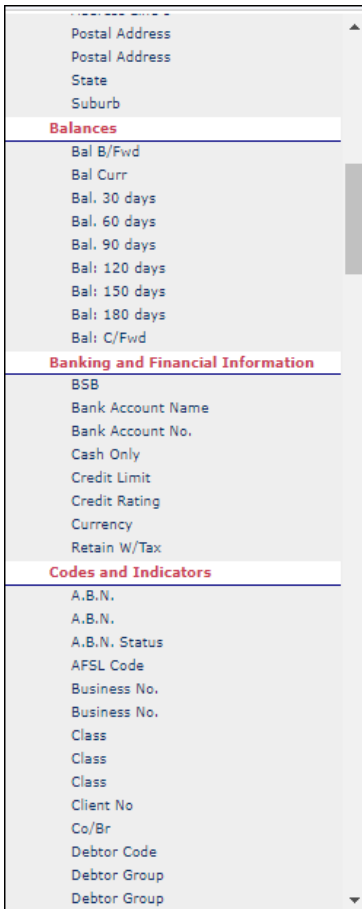 Postal Address
Postal Address
State
Suburb
Balances
Bal B/Fwd
Bal Curr
Bal. 30 days
Bal. 60 days
Bal. 90 days
Bal: 120 days
Bal: 150 days
Bal: 180 days
Bal: C/Fwd
Banking and Financial Information
BSB
Bank Account Name
Bank Account No.
Cash Only
Credit Limit
Credit Rating
Currency
Retain W/Tax
Codes and Indicators
A.B.N.
A.B.N.
A.B.N. Status
AFSL Code
Business No.
Business No.
Class
Class
Class
Client No
Co/Br
Debtor Code
Debtor Group
Debtor Group